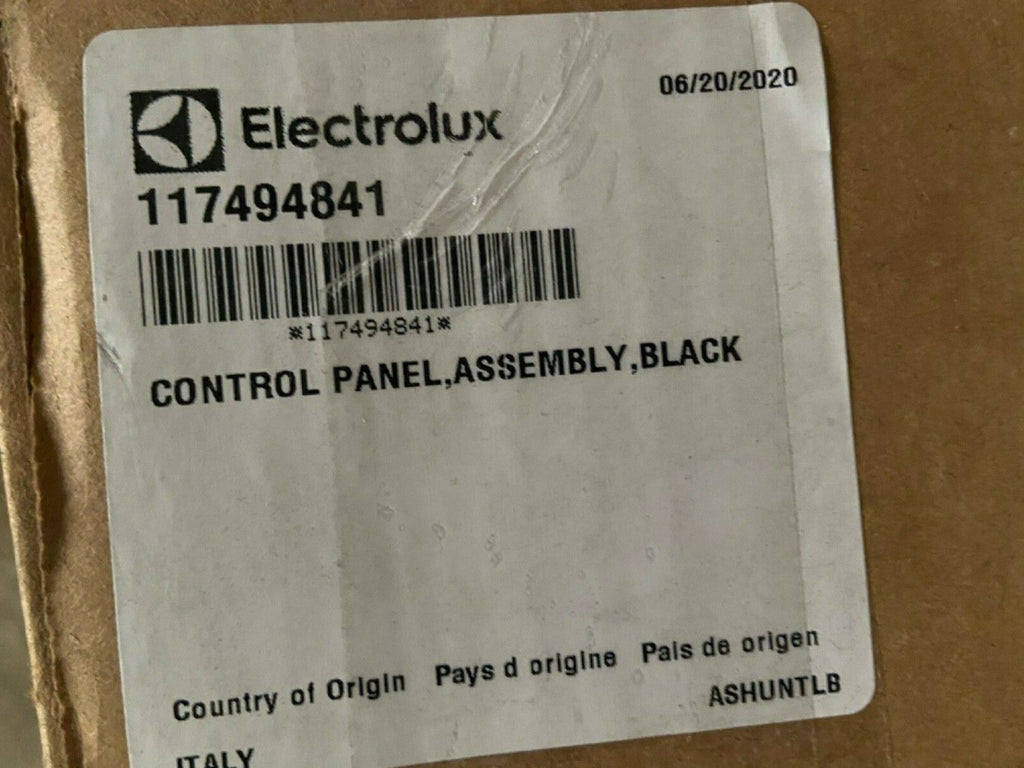 06/20/2020
Electrolux
117494841
*117494841*
CONTROL PANEL,ASSEMBLY,BLACK
Country of Origin Pays d origine Pais de origen
ASHUNTLB
ITALY